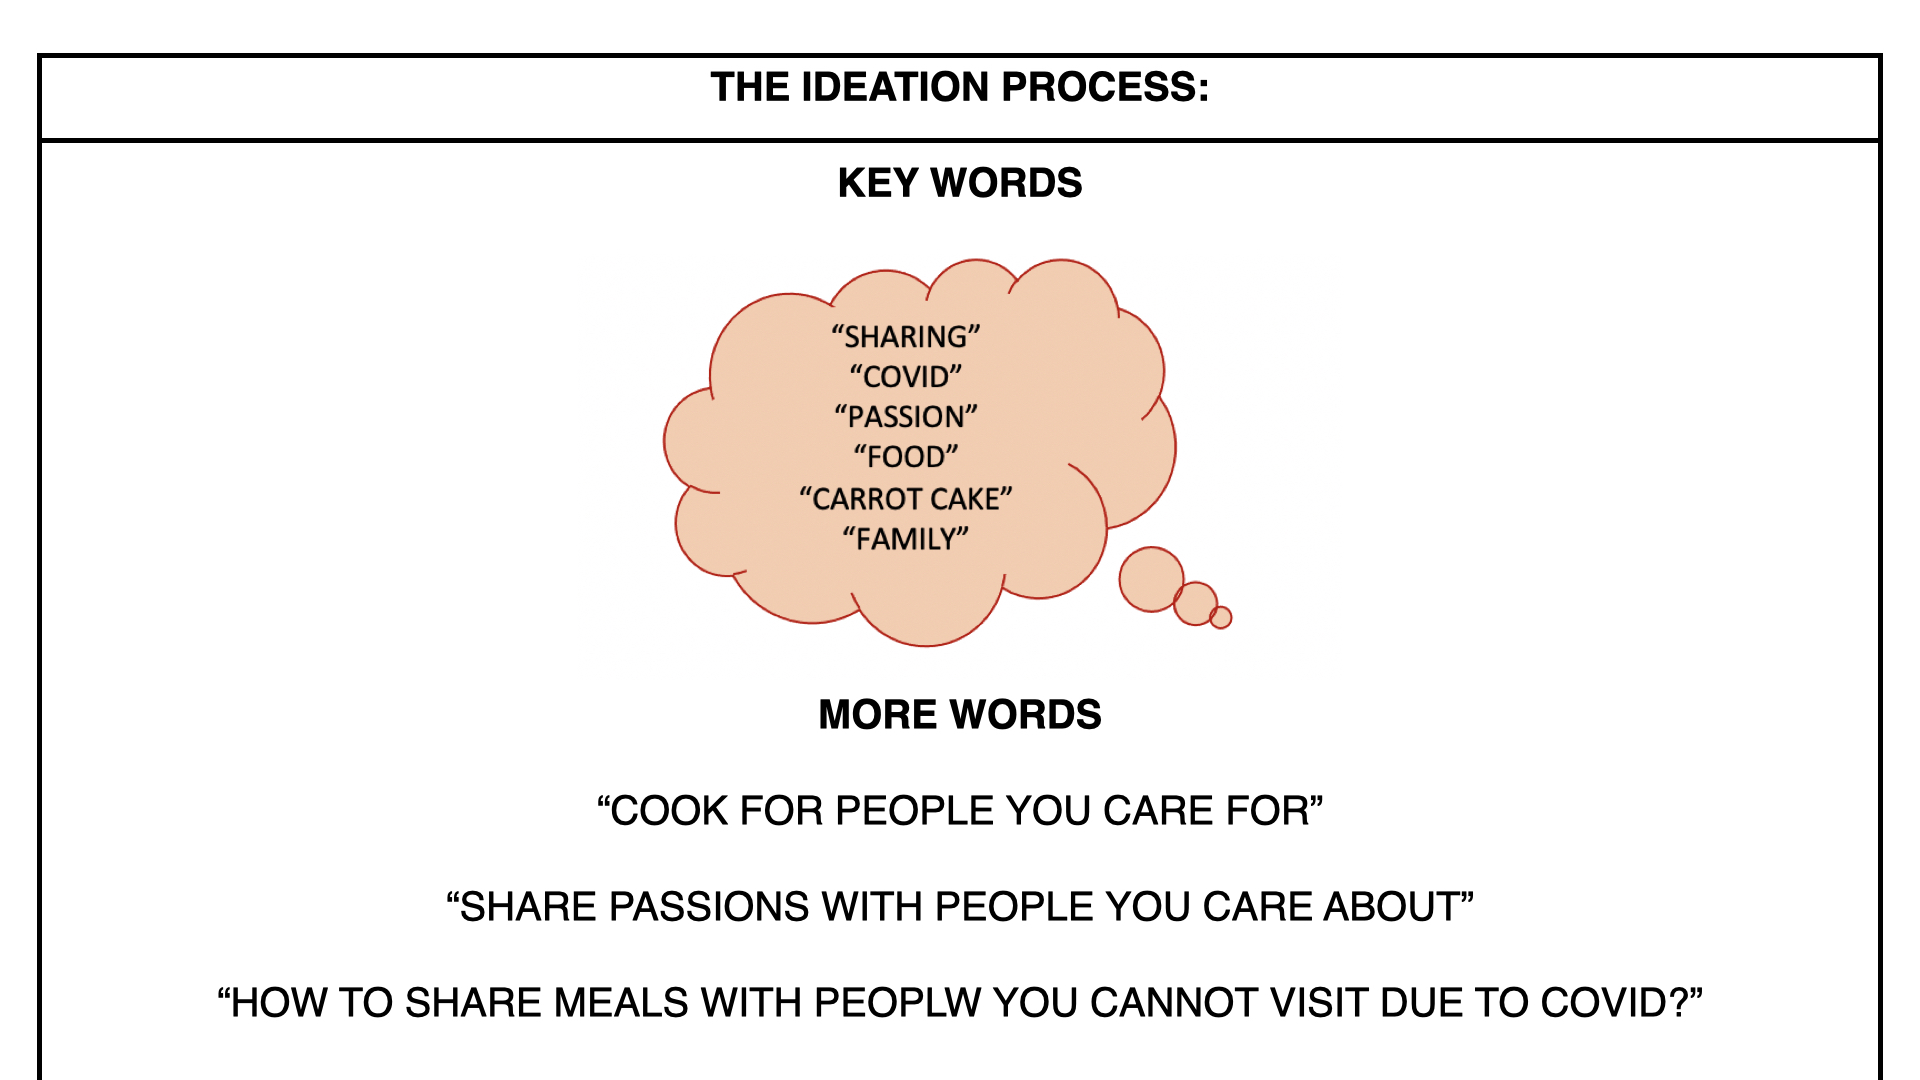 THE IDEATION PROCESS:
KEY WORDS
“SHARING”
“COVID”
“PASSION”
“FOOD”
“CARROT CAKE”
“FAMILY”
MORE WORDS
“COOK FOR PEOPLE YOU CARE FOR”
“SHARE PASSIONS WITH PEOPLE YOU CARE ABOUT”
“HOW TO SHARE MEALS WITH PEOPLW YOU CANNOT VISIT DUE TO COVID?”